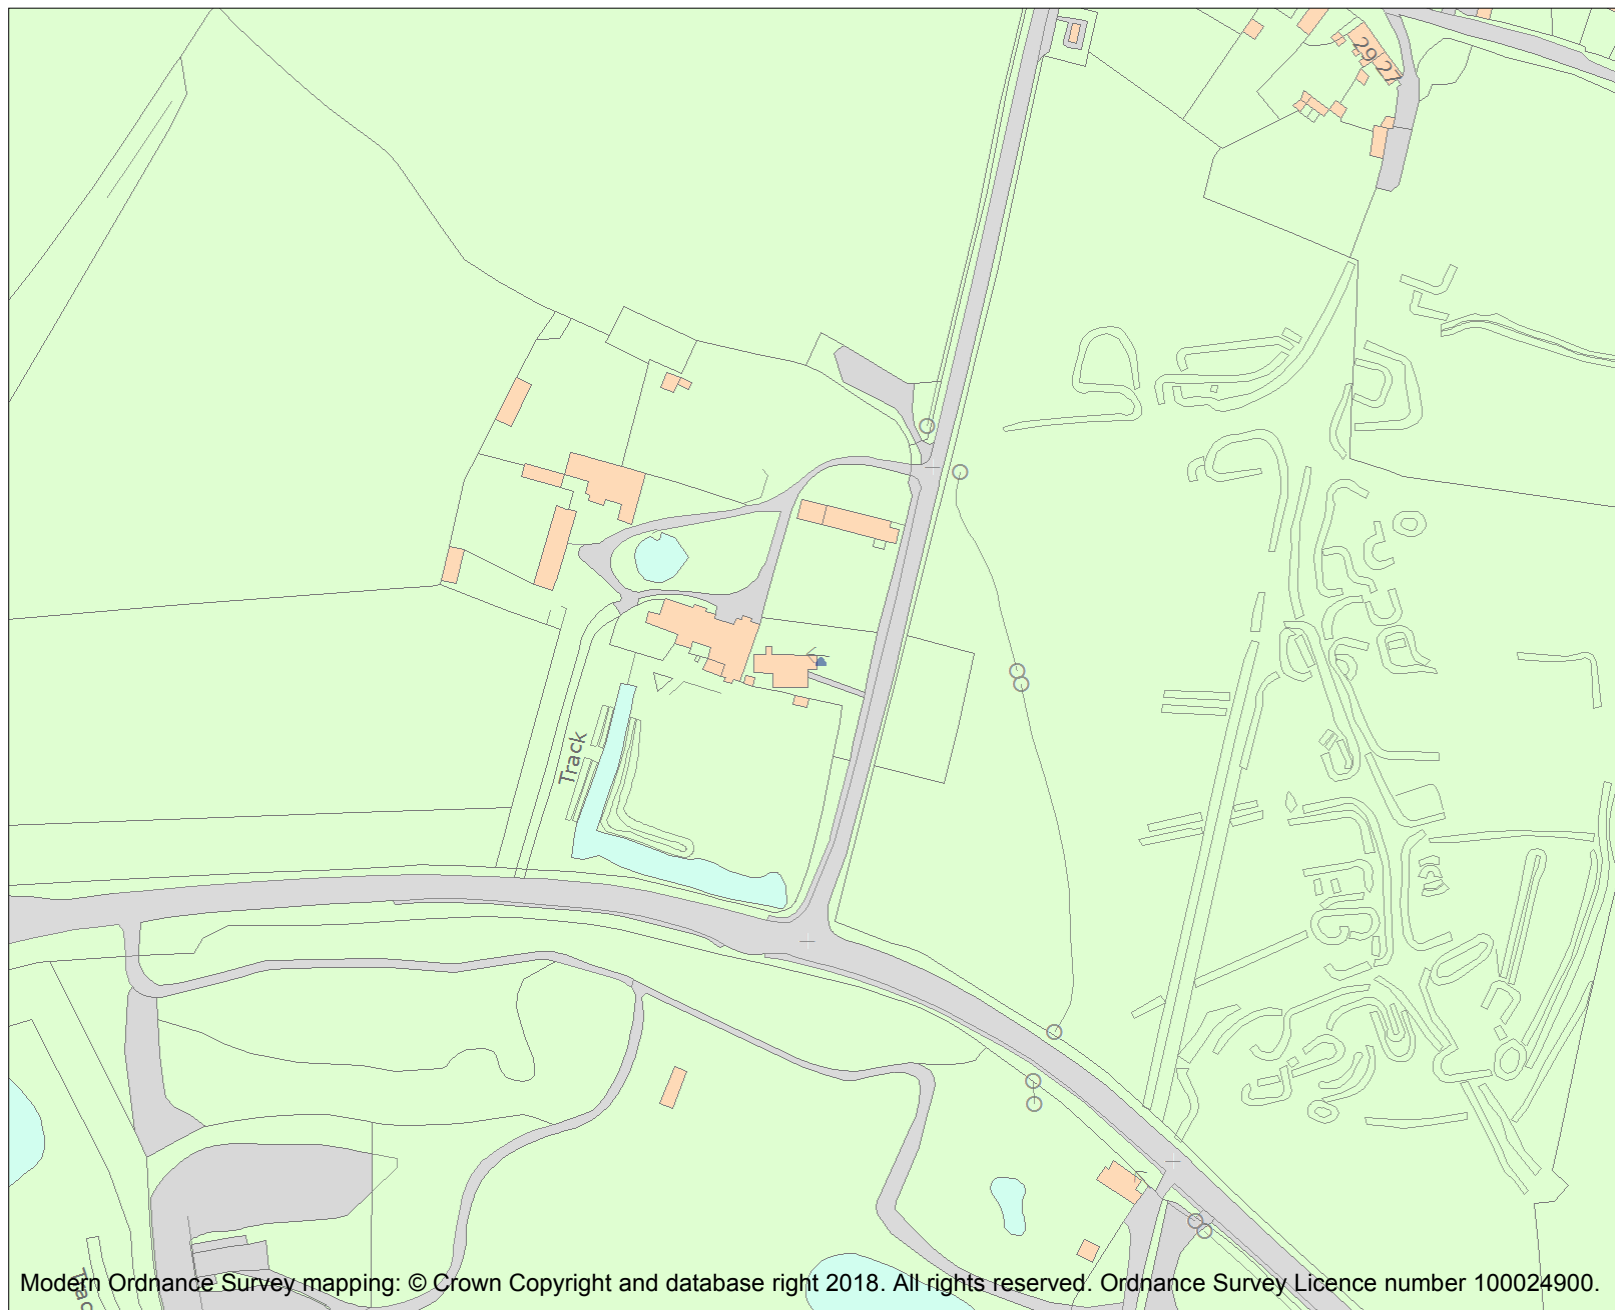 29
27
Track
Modern Ordnance Survey mapping: © Crown Copyright and database right 2018. All rights reserved. Ordnance Survey Licence number 100024900.